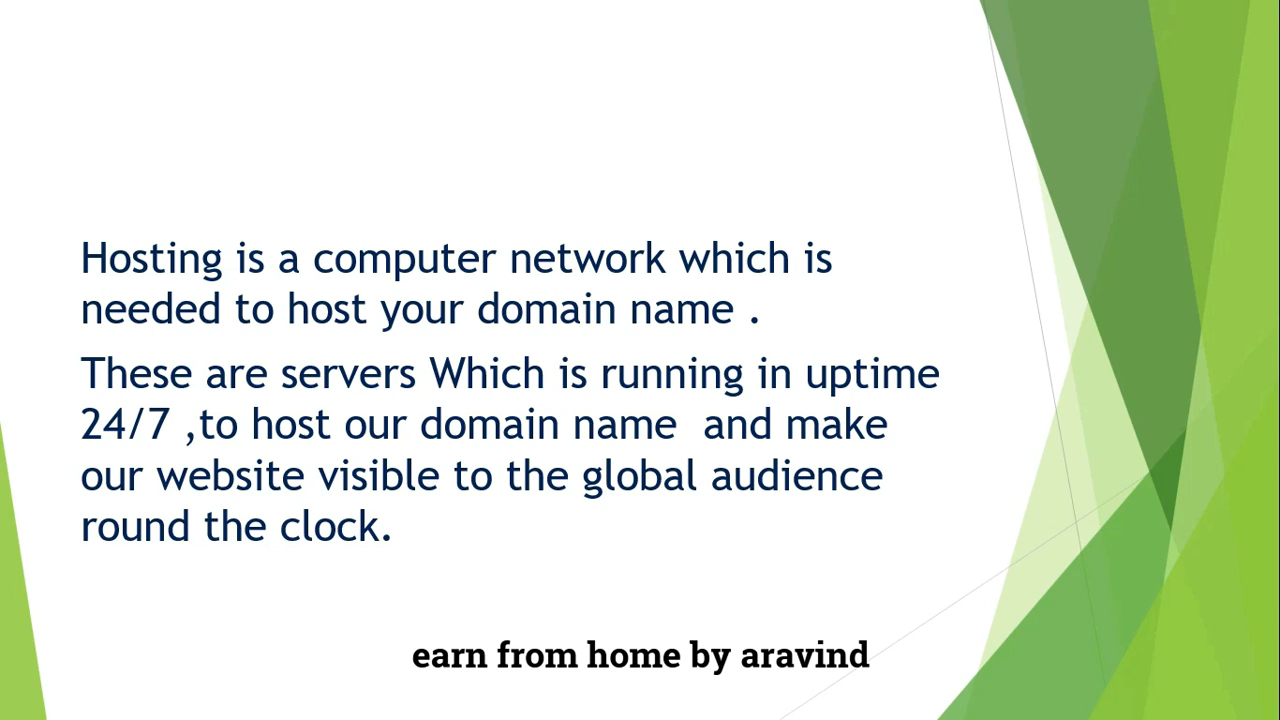 Hosting is a computer network which is
needed to host your domain name .
These are servers Which is running in uptime
24/7 ,to host our domain name  and make
our website visible to the global audience
round the clock.
earn from home by aravind